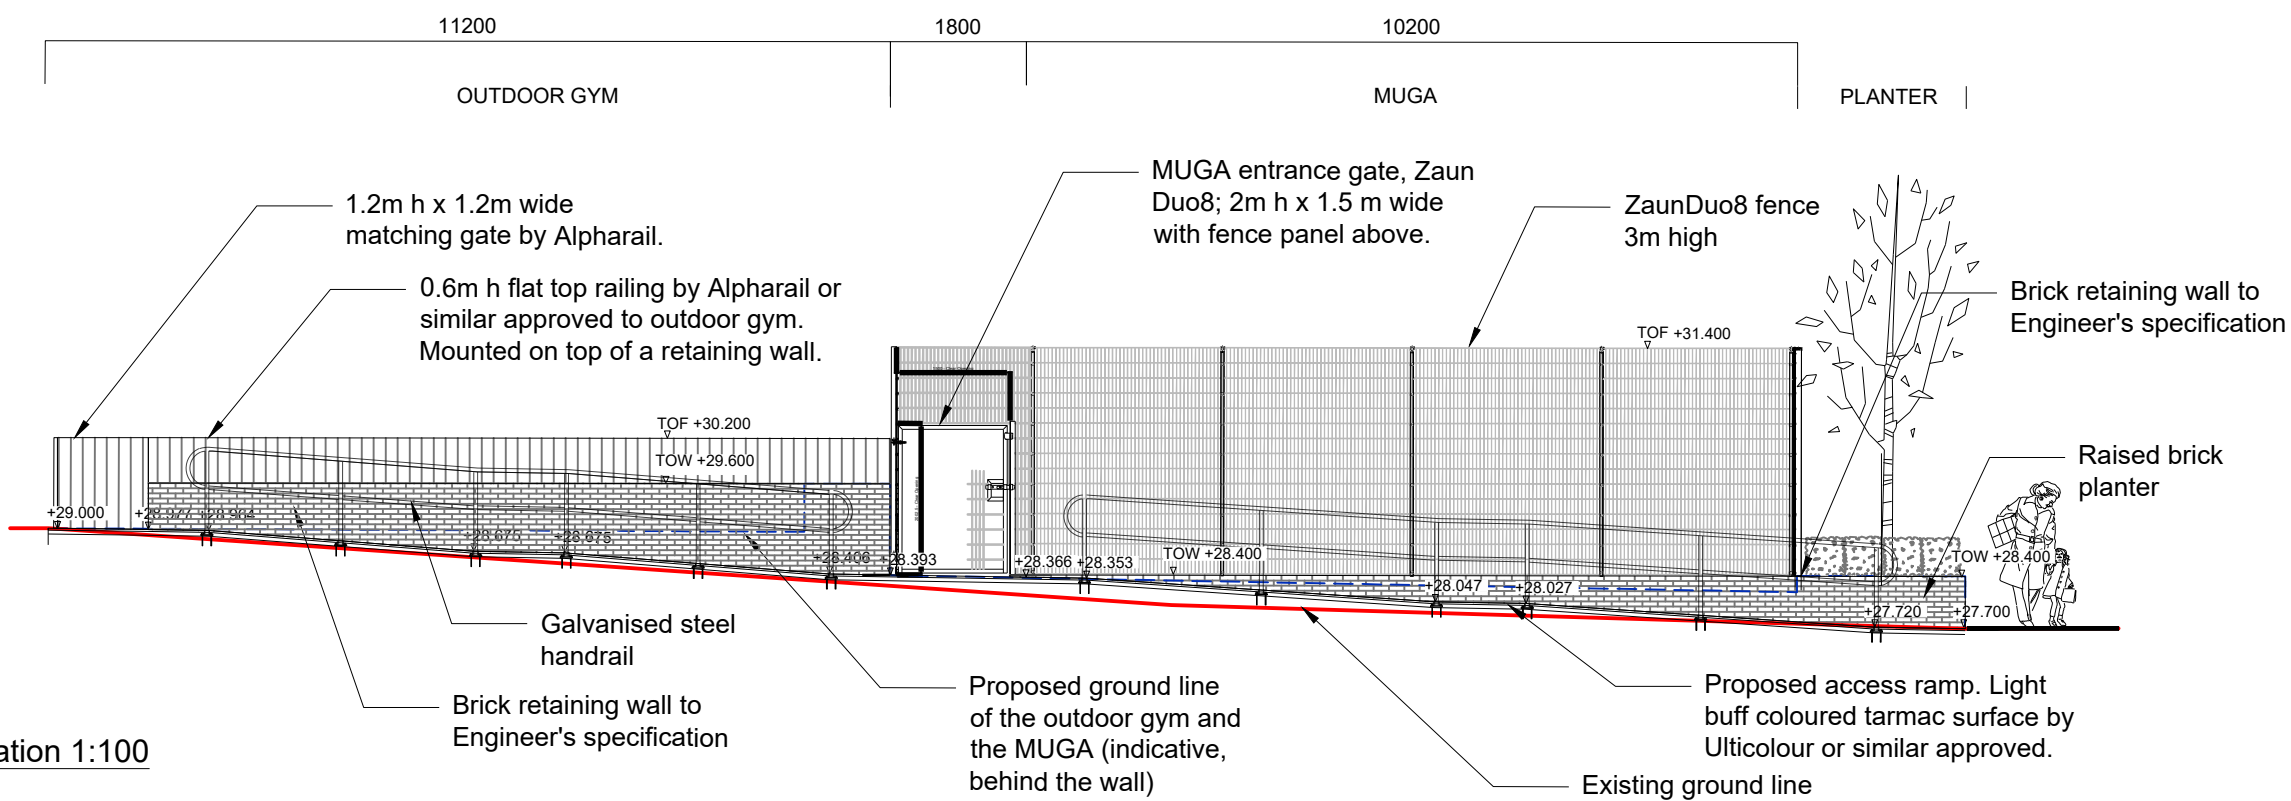 11200
1800
10200
OUTDOOR GYM
MUGA
PLANTER
1.2m h x 1.2m wide
matching gate by Alpharail.
0.6m h flat top railing by Alpharail or
similar approved to outdoor gym.
Mounted on top of a retaining wall.
MUGA entrance gate, Zaun
Duo8; 2m h x 1.5 m wide
with fence panel above.
ZaunDuo8 fence
3m high
Brick retaining wall to
Engineer's specification
Raised brick
planter
TOF +30.200
TOW +29.600
TOF +31.400
+29.000
+28.977
+28.964
+28.670
+28.675
+28.406
+28.393
+28.366
+28.353
TOW +28.400
+28.047
+28.027
TOW +28.400
+27.720
+27.700
Galvanised steel
handrail
Brick retaining wall to
Engineer's specification
Proposed ground line
of the outdoor gym and
the MUGA (indicative,
behind the wall)
Proposed access ramp. Light
buff coloured tarmac surface by
Ulticolour or similar approved.
Existing ground line
ation 1:100